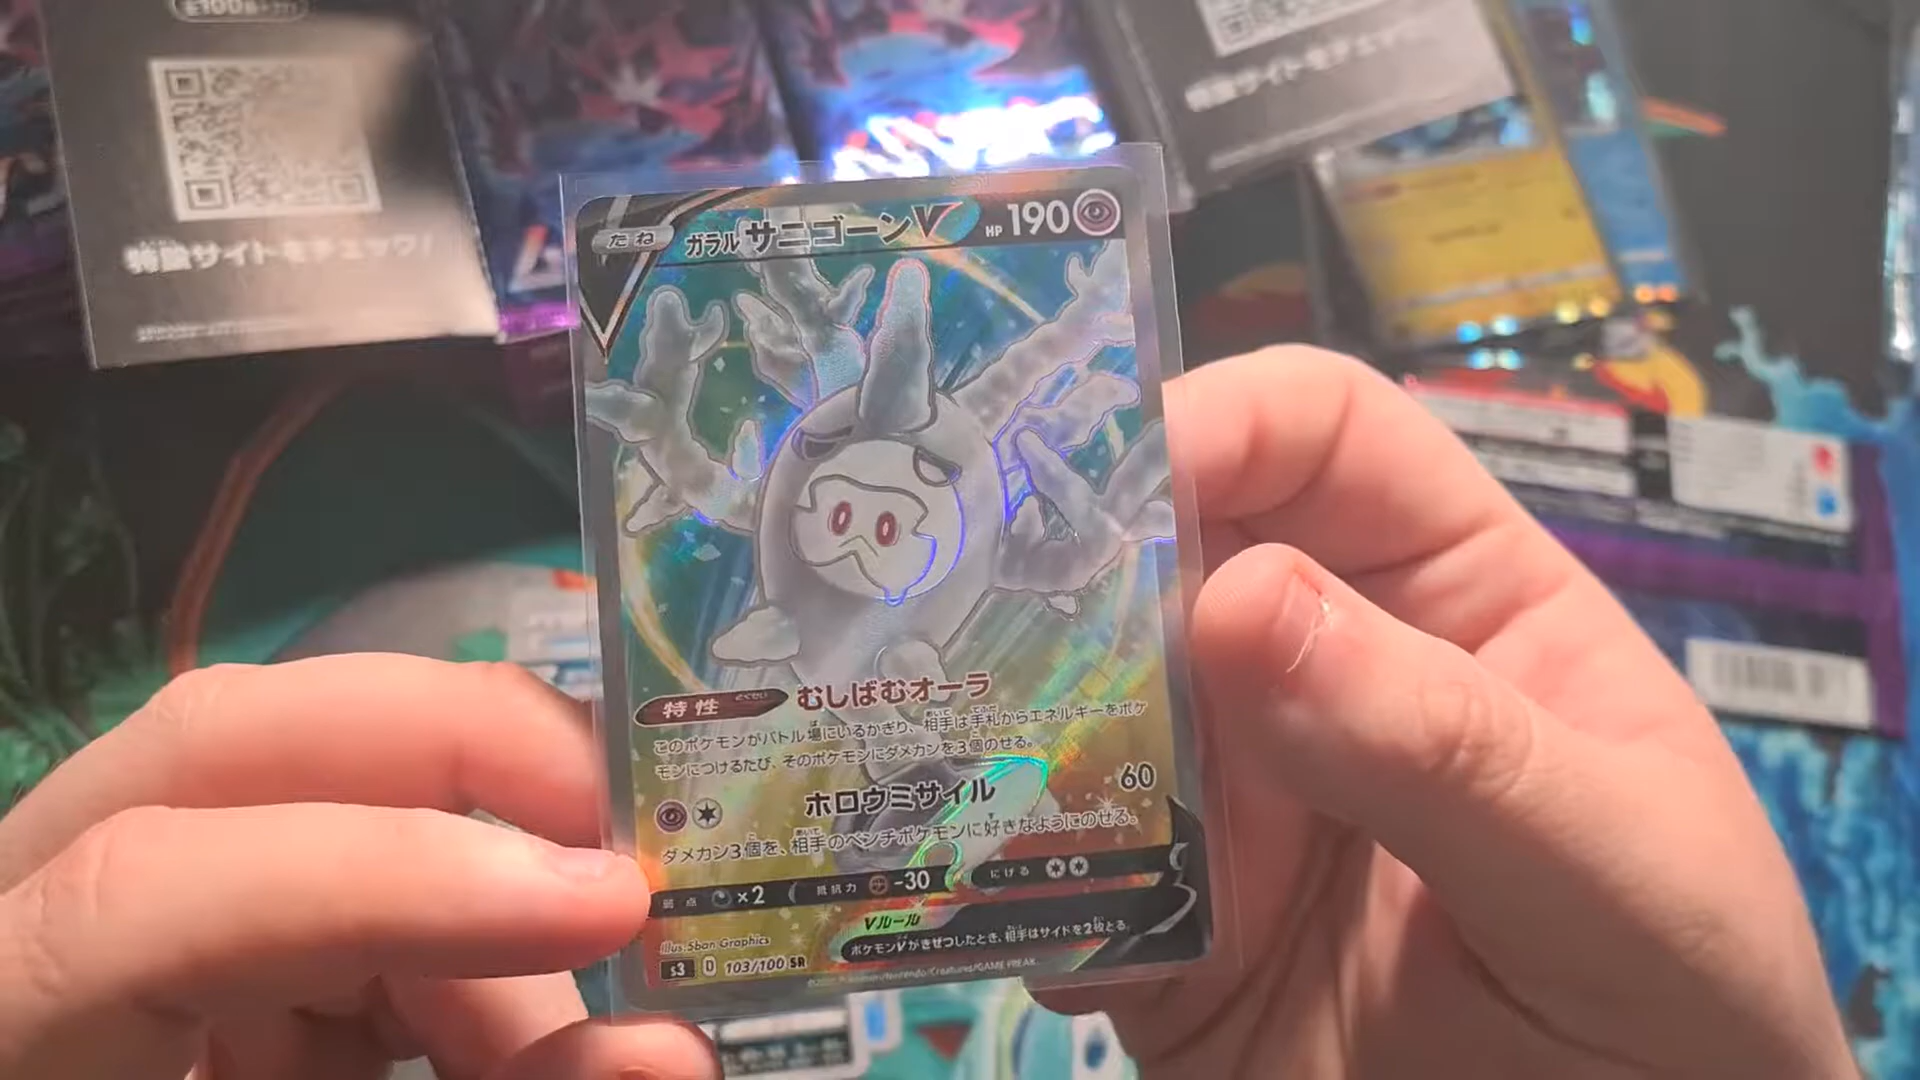 特設サイトをチェック!
たね ガラル サニゴーンV HP 190
特性 とくせい むしばむオーラ
このポケモンがバトル場にいるかぎり、相手は手札からエネルギーをポケ
モンにつけるたび、そのポケモンにダメカンを3個のせる。
ホロウミサイル 60
ダメカン3個を、相手のベンチポケモンに好きなようにのせる。
弱点 ×2 抵抗力 -30 にげる
Vルール
ポケモンVがきぜつしたとき、相手はサイドを2枚とる。
Illus. 5ban Graphics
s3 D 103/100 SR